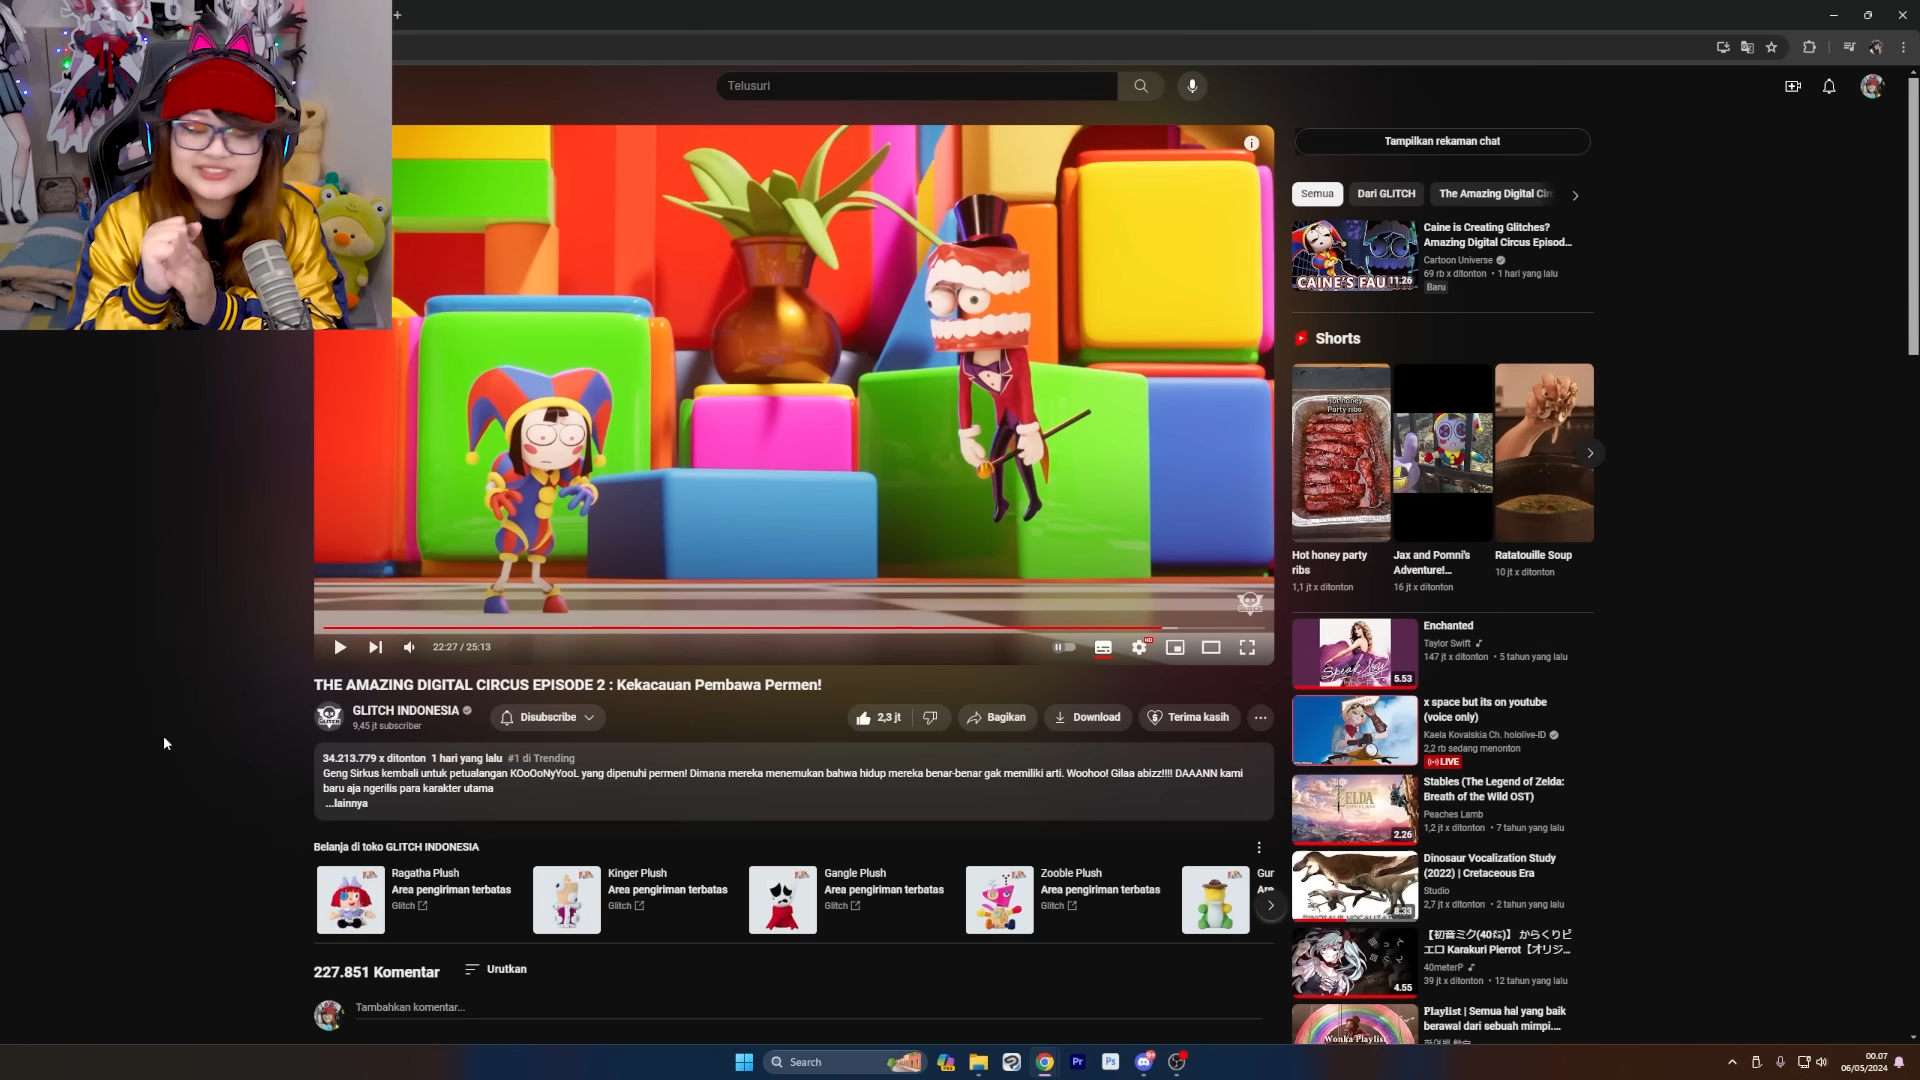 Telusuri
22:27 / 25:13
THE AMAZING DIGITAL CIRCUS EPISODE 2 : Kekacauan Pembawa Permen!
GLITCH INDONESIA
9,45 jt subscriber
Disubscribe
2,3 jt
Bagikan
Download
Terima kasih
34.213.779 x ditonton 1 hari yang lalu #1 di Trending
Geng Sirkus kembali untuk petualangan KOoOoNyYooL yang dipenuhi permen! Dimana mereka menemukan bahwa hidup mereka benar-benar gak memiliki arti. Woohoo! Gilaa abizz!!!! DAAANN kami
baru aja ngerilis para karakter utama
...lainnya
Belanja di toko GLITCH INDONESIA
Ragatha Plush
Area pengiriman terbatas
Glitch
Kinger Plush
Area pengiriman terbatas
Glitch
Gangle Plush
Area pengiriman terbatas
Glitch
Zooble Plush
Area pengiriman terbatas
Glitch
Gur
Are
227.851 Komentar
Urutkan
Tambahkan komentar...
Tampilkan rekaman chat
Semua
Dari GLITCH
The Amazing Digital Cir
CAINE'S FAU
11.26
Caine is Creating Glitches?
Amazing Digital Circus Episod...
Cartoon Universe
69 rb x ditonton • 1 hari yang lalu
Baru
Shorts
Hot honey
Party ribs
Hot honey party
ribs
1,1 jt x ditonton
Jax and Pomni's
Adventure!...
16 jt x ditonton
Ratatouille Soup
10 jt x ditonton
Speak Now
5.53
Enchanted
Taylor Swift
147 jt x ditonton • 5 tahun yang lalu
x space but its on youtube
(voice only)
Kaela Kovalskia Ch. hololive-ID
2,2 rb sedang menonton
LIVE
ZELDA
2.26
Stables (The Legend of Zelda:
Breath of the Wild OST)
Peaches Lamb
1,2 jt x ditonton • 7 tahun yang lalu
8.33
Dinosaur Vocalization Study
(2022) | Cretaceous Era
Studio
2,7 jt x ditonton • 2 tahun yang lalu
4.55
【初音ミク(40㍍)】 からくりピ
エロ Karakuri Pierrot【オリジ...
40meterP
39 jt x ditonton • 12 tahun yang lalu
Wonka Playlist
Playlist | Semua hal yang baik
berawal dari sebuah mimpi....
Search
00.07
06/05/2024